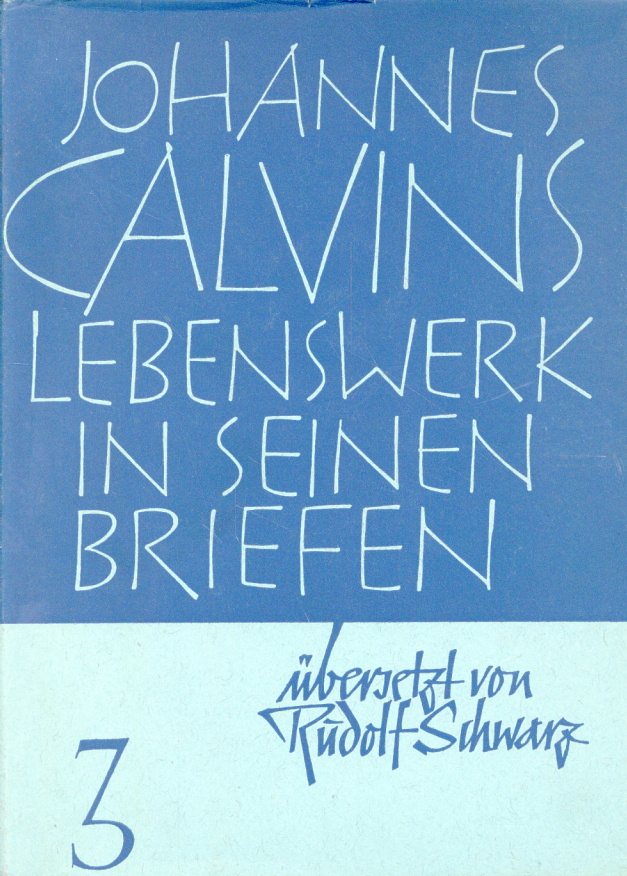 JOHANNES
CALVINS
LEBENSWERK
IN SEINEN
BRIEFEN
übersetzt von
Rudolf Schwarz
3